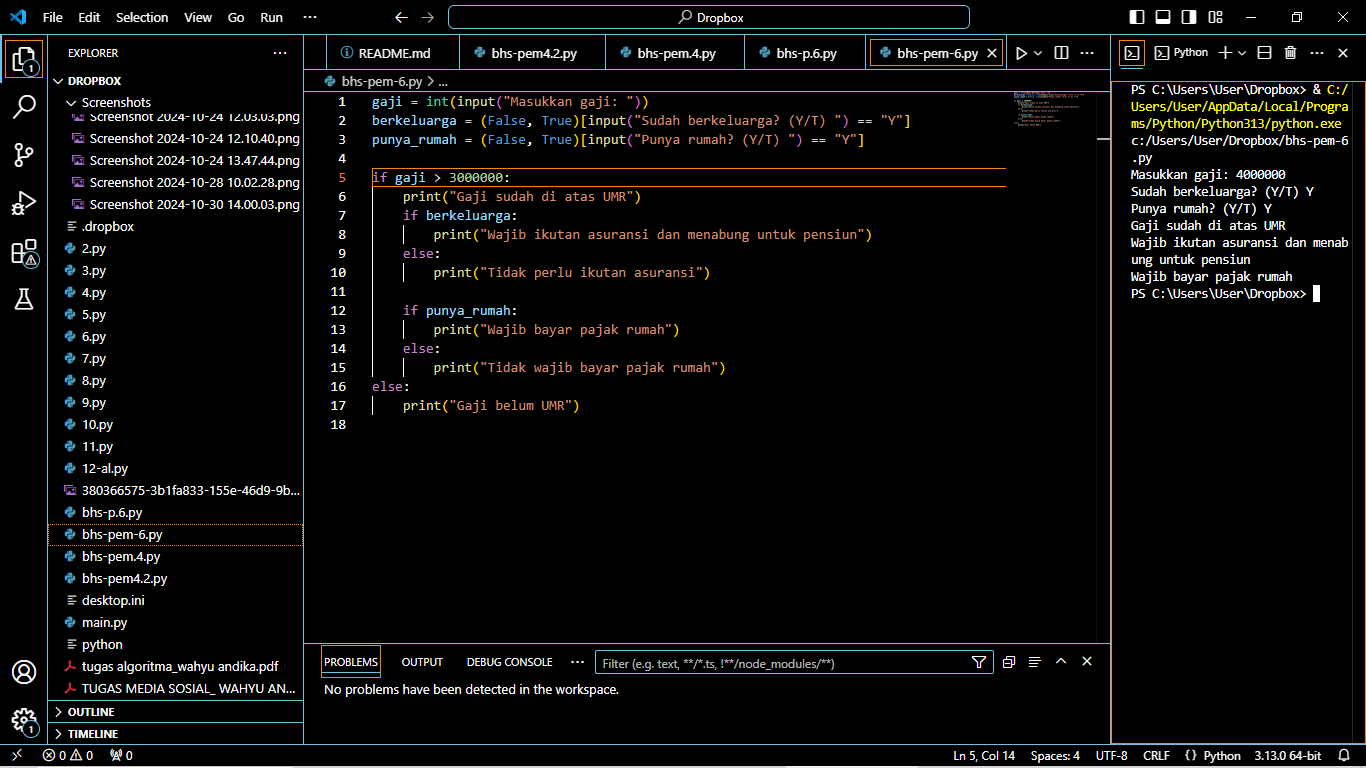 File Edit Selection View Go Run ··· Dropbox
EXPLORER ···
DROPBOX
Screenshots
Screenshot 2024-10-24 12.03.03.png
Screenshot 2024-10-24 12.10.40.png
Screenshot 2024-10-24 13.47.44.png
Screenshot 2024-10-28 10.02.28.png
Screenshot 2024-10-30 14.00.03.png
.dropbox
2.py
3.py
4.py
5.py
6.py
7.py
8.py
9.py
10.py
11.py
12-al.py
380366575-3b1fa833-155e-46d9-9b...
bhs-p.6.py
bhs-pem-6.py
bhs-pem.4.py
bhs-pem4.2.py
desktop.ini
main.py
python
tugas algoritma_wahyu andika.pdf
TUGAS MEDIA SOSIAL_ WAHYU AN...
OUTLINE
TIMELINE
README.md bhs-pem4.2.py bhs-pem.4.py bhs-p.6.py bhs-pem-6.py
bhs-pem-6.py > ...
1 gaji = int(input("Masukkan gaji: "))
2 berkeluarga = (False, True)[input("Sudah berkeluarga? (Y/T) ") == "Y"]
3 punya_rumah = (False, True)[input("Punya rumah? (Y/T) ") == "Y"]
4
5 if gaji > 3000000:
6     print("Gaji sudah di atas UMR")
7     if berkeluarga:
8         print("Wajib ikutan asuransi dan menabung untuk pensiun")
9     else:
10         print("Tidak perlu ikutan asuransi")
11
12     if punya_rumah:
13         print("Wajib bayar pajak rumah")
14     else:
15         print("Tidak wajib bayar pajak rumah")
16 else:
17     print("Gaji belum UMR")
18
PROBLEMS OUTPUT DEBUG CONSOLE ··· Filter (e.g. text, **/*.ts, !**/node_modules/**)
No problems have been detected in the workspace.
Python
PS C:\Users\User\Dropbox> & C:/
Users/User/AppData/Local/Progra
ms/Python/Python313/python.exe
c:/Users/User/Dropbox/bhs-pem-6
.py
Masukkan gaji: 4000000
Sudah berkeluarga? (Y/T) Y
Punya rumah? (Y/T) Y
Gaji sudah di atas UMR
Wajib ikutan asuransi dan menab
ung untuk pensiun
Wajib bayar pajak rumah
PS C:\Users\User\Dropbox>
1
1
0 0 0 Ln 5, Col 14 Spaces: 4 UTF-8 CRLF {} Python 3.13.0 64-bit